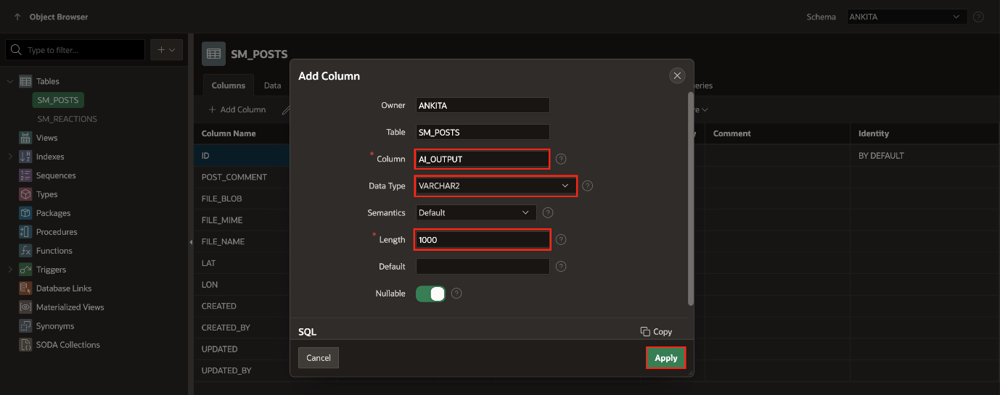 Object Browser
Schema
ANKITA
Type to filter...
Tables
SM_POSTS
SM_REACTIONS
Views
Indexes
Sequences
Types
Packages
Procedures
Functions
Triggers
Database Links
Materialized Views
Synonyms
SODA Collections
SM_POSTS
Columns
Data
Add Column
Column Name
Comment
Identity
ID
BY DEFAULT
POST_COMMENT
FILE_BLOB
FILE_MIME
FILE_NAME
LAT
LON
CREATED
CREATED_BY
UPDATED
UPDATED_BY
Add Column
Owner
ANKITA
Table
SM_POSTS
* Column
AI_OUTPUT
Data Type
VARCHAR2
Semantics
Default
* Length
1000
Default
Nullable
SQL
Copy
Cancel
Apply